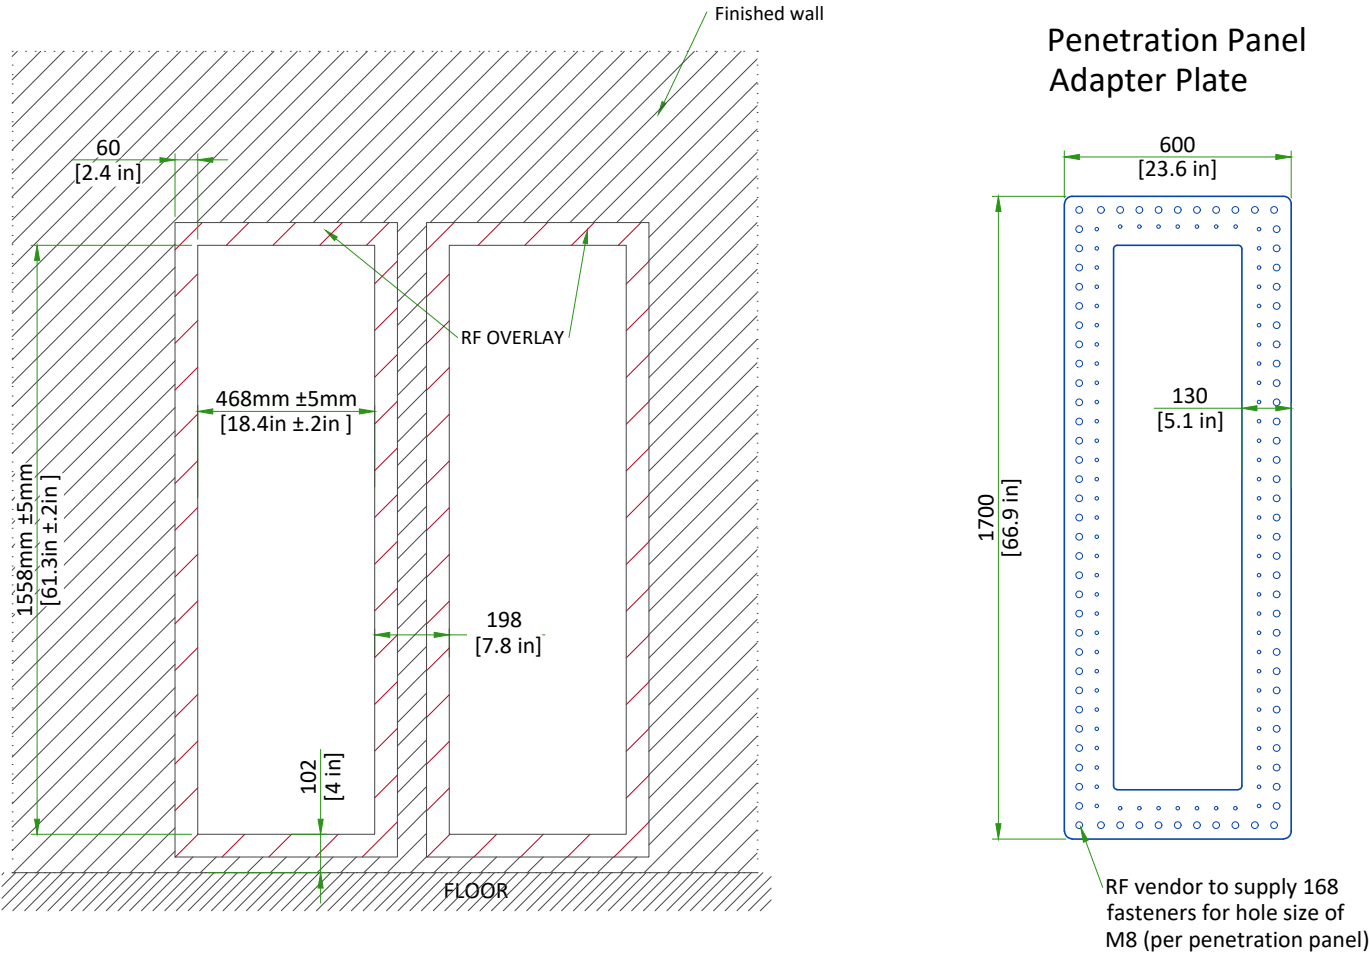 Finished wall
Penetration Panel
Adapter Plate
60
[2.4 in]
600
[23.6 in]
RF OVERLAY
468mm ±5mm
[18.4in ±.2in ]
130
[5.1 in]
1558mm ±5mm
[61.3in ±.2in ]
1700
[66.9 in]
198
[7.8 in]
102
[4 in]
FLOOR
RF vendor to supply 168
fasteners for hole size of
M8 (per penetration panel)